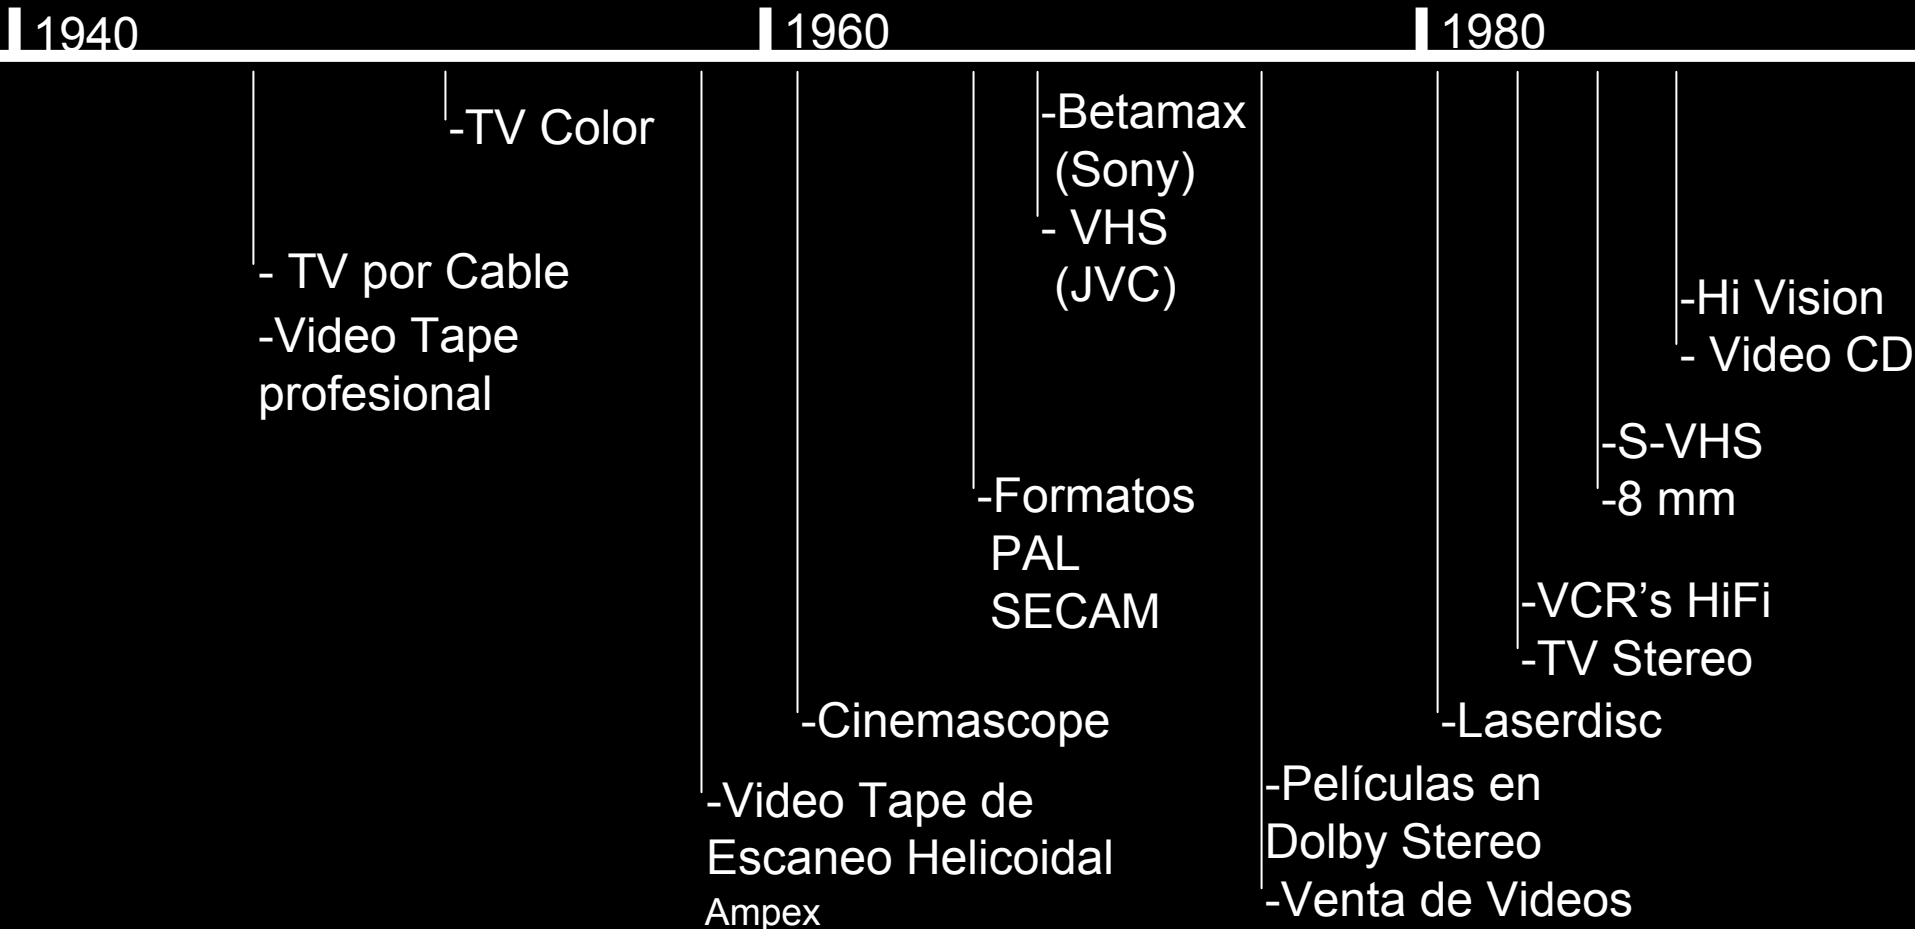 1940
1960
1980
-TV Color
- TV por Cable
-Video Tape
profesional
-Video Tape de
Escaneo Helicoidal
Ampex
-Cinemascope
-Formatos
PAL
SECAM
-Betamax
(Sony)
- VHS
(JVC)
-Películas en
Dolby Stereo
-Venta de Videos
-Laserdisc
-VCR’s HiFi
-TV Stereo
-S-VHS
-8 mm
-Hi Vision
- Video CD